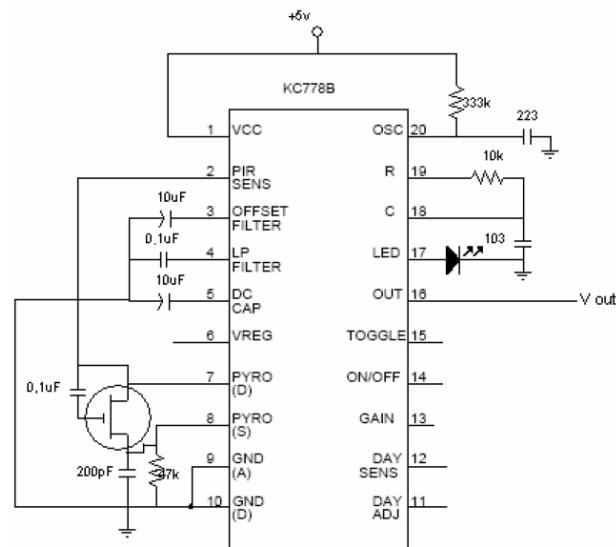 +5v
KC778B
333k
223
1 VCC OSC 20
10k
2 PIR SENS R 19
10uF
3 OFFSET FILTER C 18
0,1uF
103
4 LP FILTER LED 17
10uF
5 DC CAP OUT 16
V out
6 VREG TOGGLE 15
7 PYRO (D) ON/OFF 14
0,1uF
8 PYRO (S) GAIN 13
200pF
47k
9 GND (A) DAY SENS 12
10 GND (D) DAY ADJ 11